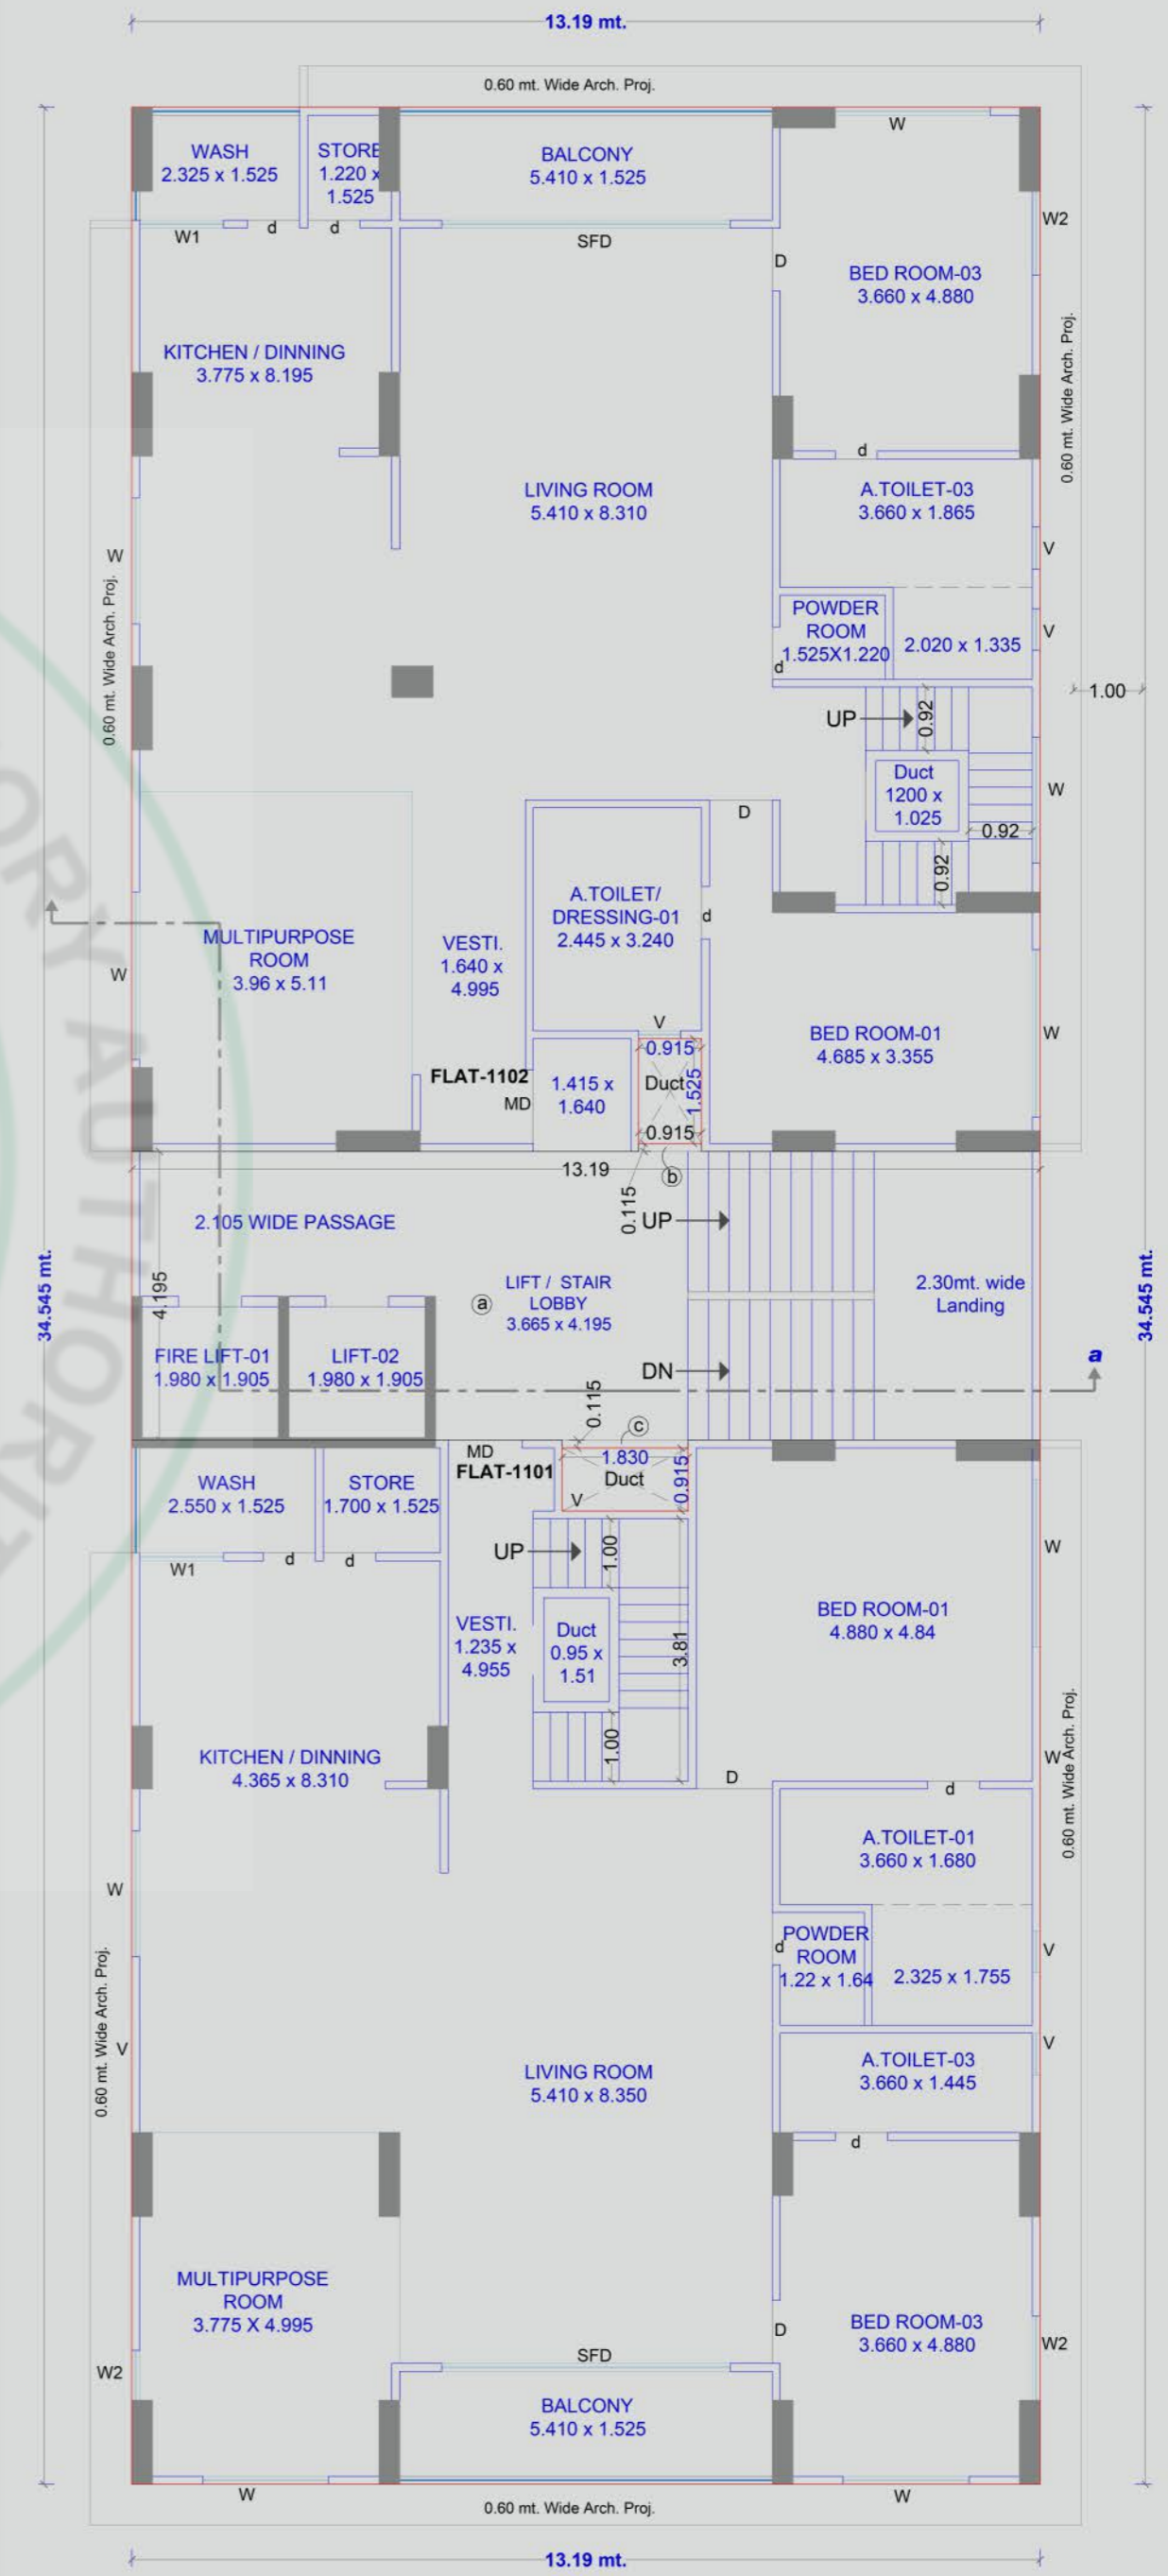 13.19 mt.
0.60 mt. Wide Arch. Proj.
WASH
2.325 x 1.525
STORE
1.220 x
1.525
BALCONY
5.410 x 1.525
W
W2
W1
d
d
SFD
D
BED ROOM-03
3.660 x 4.880
KITCHEN / DINNING
3.775 x 8.195
0.60 mt. Wide Arch. Proj.
d
LIVING ROOM
5.410 x 8.310
A.TOILET-03
3.660 x 1.865
W
V
0.60 mt. Wide Arch. Proj.
POWDER
ROOM
1.525X1.220
2.020 x 1.335
V
d
1.00
UP
0.92
Duct
1200 x
1.025
W
D
0.92
0.92
A.TOILET/
DRESSING-01
2.445 x 3.240
d
MULTIPURPOSE
ROOM
3.96 x 5.11
VESTI.
1.640 x
4.995
W
V
BED ROOM-01
4.685 x 3.355
W
0.915
FLAT-1102
MD
1.415 x
1.640
Duct
1.525
0.915
13.19
b
0.115
2.105 WIDE PASSAGE
UP
34.545 mt.
4.195
a
LIFT / STAIR
LOBBY
3.665 x 4.195
2.30mt. wide
Landing
34.545 mt.
FIRE LIFT-01
1.980 x 1.905
LIFT-02
1.980 x 1.905
DN
a
0.115
c
MD
FLAT-1101
1.830
Duct
0.915
V
WASH
2.550 x 1.525
STORE
1.700 x 1.525
W1
d
d
UP
1.00
W
VESTI.
1.235 x
4.955
Duct
0.95 x
1.51
3.81
BED ROOM-01
4.880 x 4.84
1.00
KITCHEN / DINNING
4.365 x 8.310
D
d
W
0.60 mt. Wide Arch. Proj.
A.TOILET-01
3.660 x 1.680
W
POWDER
ROOM
1.22 x 1.64
d
2.325 x 1.755
V
0.60 mt. Wide Arch. Proj.
V
V
LIVING ROOM
5.410 x 8.350
A.TOILET-03
3.660 x 1.445
d
MULTIPURPOSE
ROOM
3.775 X 4.995
BED ROOM-03
3.660 x 4.880
D
W2
W2
SFD
BALCONY
5.410 x 1.525
W
W
0.60 mt. Wide Arch. Proj.
13.19 mt.
ORY AUTHORIT